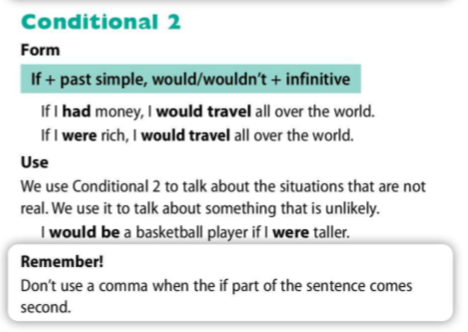 Conditional 2
Form
If + past simple, would/wouldn't + infinitive
If I had money, I would travel all over the world.
If I were rich, I would travel all over the world.
Use
We use Conditional 2 to talk about the situations that are not
real. We use it to talk about something that is unlikely.
I would be a basketball player if I were taller.
Remember!
Don't use a comma when the if part of the sentence comes
second.